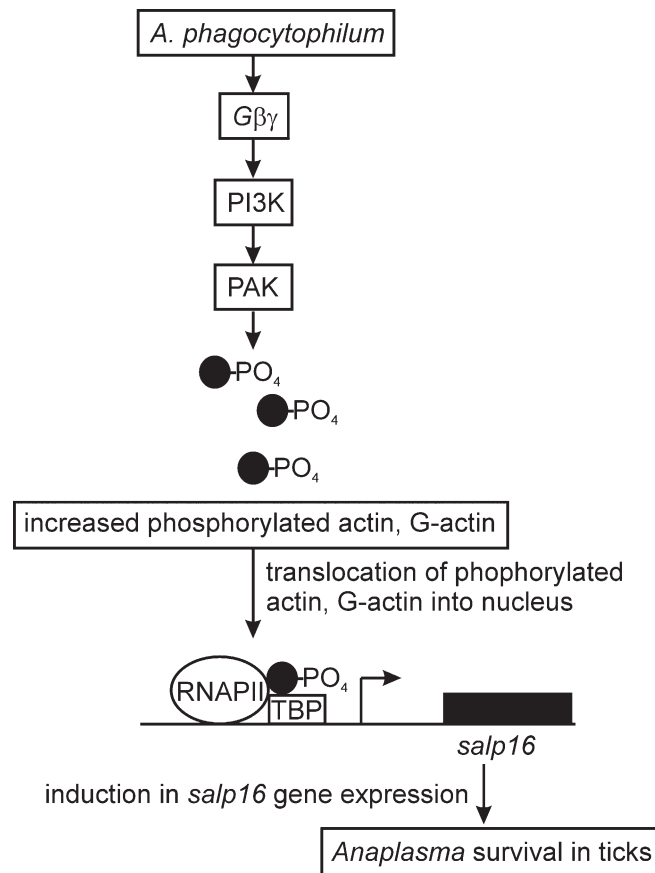 A. phagocytophilum
Gβγ
PI3K
PAK
PO4
PO4
PO4
increased phosphorylated actin, G-actin
translocation of phophorylated
actin, G-actin into nucleus
RNAPII
PO4
TBP
salp16
induction in salp16 gene expression
Anaplasma survival in ticks